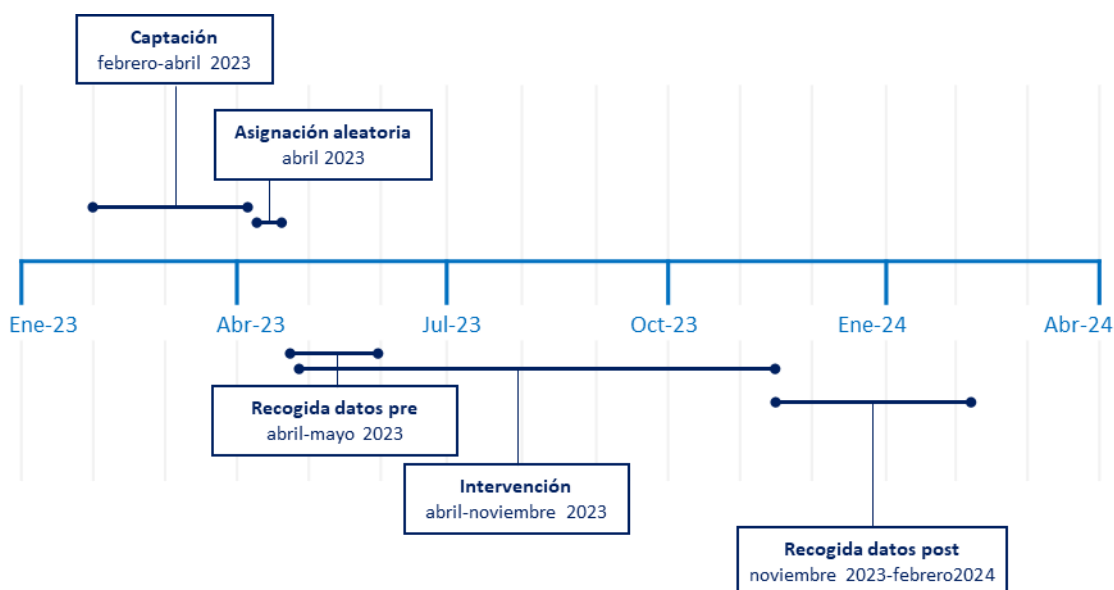 Captación
febrero-abril 2023
Asignación aleatoria
abril 2023
Ene-23
Abr-23
Jul-23
Oct-23
Ene-24
Abr-24
Recogida datos pre
abril-mayo 2023
Intervención
abril-noviembre 2023
Recogida datos post
noviembre 2023-febrero2024